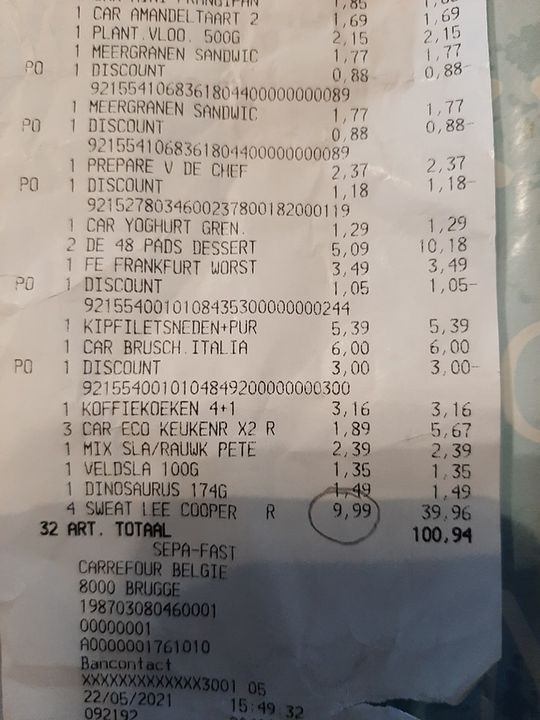 1 CAR AMANDELTAART 2 1,69 1,69
1 PLANT.VLOO. 500G 2,15 2,15
1 MEERGRANEN SANDWIC 1,77 1,77
PO 1 DISCOUNT 0,88 0,88-
1 MEERGRANEN SANDWIC 1,77 1,77
PO 1 DISCOUNT 0,88 0,88-
1 PREPARE V DE CHEF 2,37 2,37
PO 1 DISCOUNT 1,18 1,18-
9215278034600237800182000119
1 CAR YOGHURT GREN. 1,29 1,29
2 DE 48 PADS DESSERT 5,09 10,18
1 FE FRANKFURT WORST 3,49 3,49
PO 1 DISCOUNT 1,05 1,05-
9215540010108435300000000244
1 KIPFILETSNEDEN+PUR 5,39 5,39
1 CAR BRUSCH.ITALIA 6,00 6,00
PO 1 DISCOUNT 3,00 3,00-
9215540010104849200000000300
1 KOFFIEKOEKEN 4+1 3,16 3,16
3 CAR ECO KEUKENR X2 R 1,89 5,67
1 MIX SLA/RAUWK PETE 2,39 2,39
1 VELDSLA 100G 1,35 1,35
1 DINOSAURUS 174G 1,49 1,49
4 SWEAT LEE COOPER R 9,99 39,96
32 ART. TOTAAL 100,94
SEPA-FAST
CARREFOUR BELGIE
8000 BRUGGE
198703080460001
00000001
A0000001761010
Bancontact
XXXXXXXXXXXXX3001 05
22/05/2021 15:49 32
092192